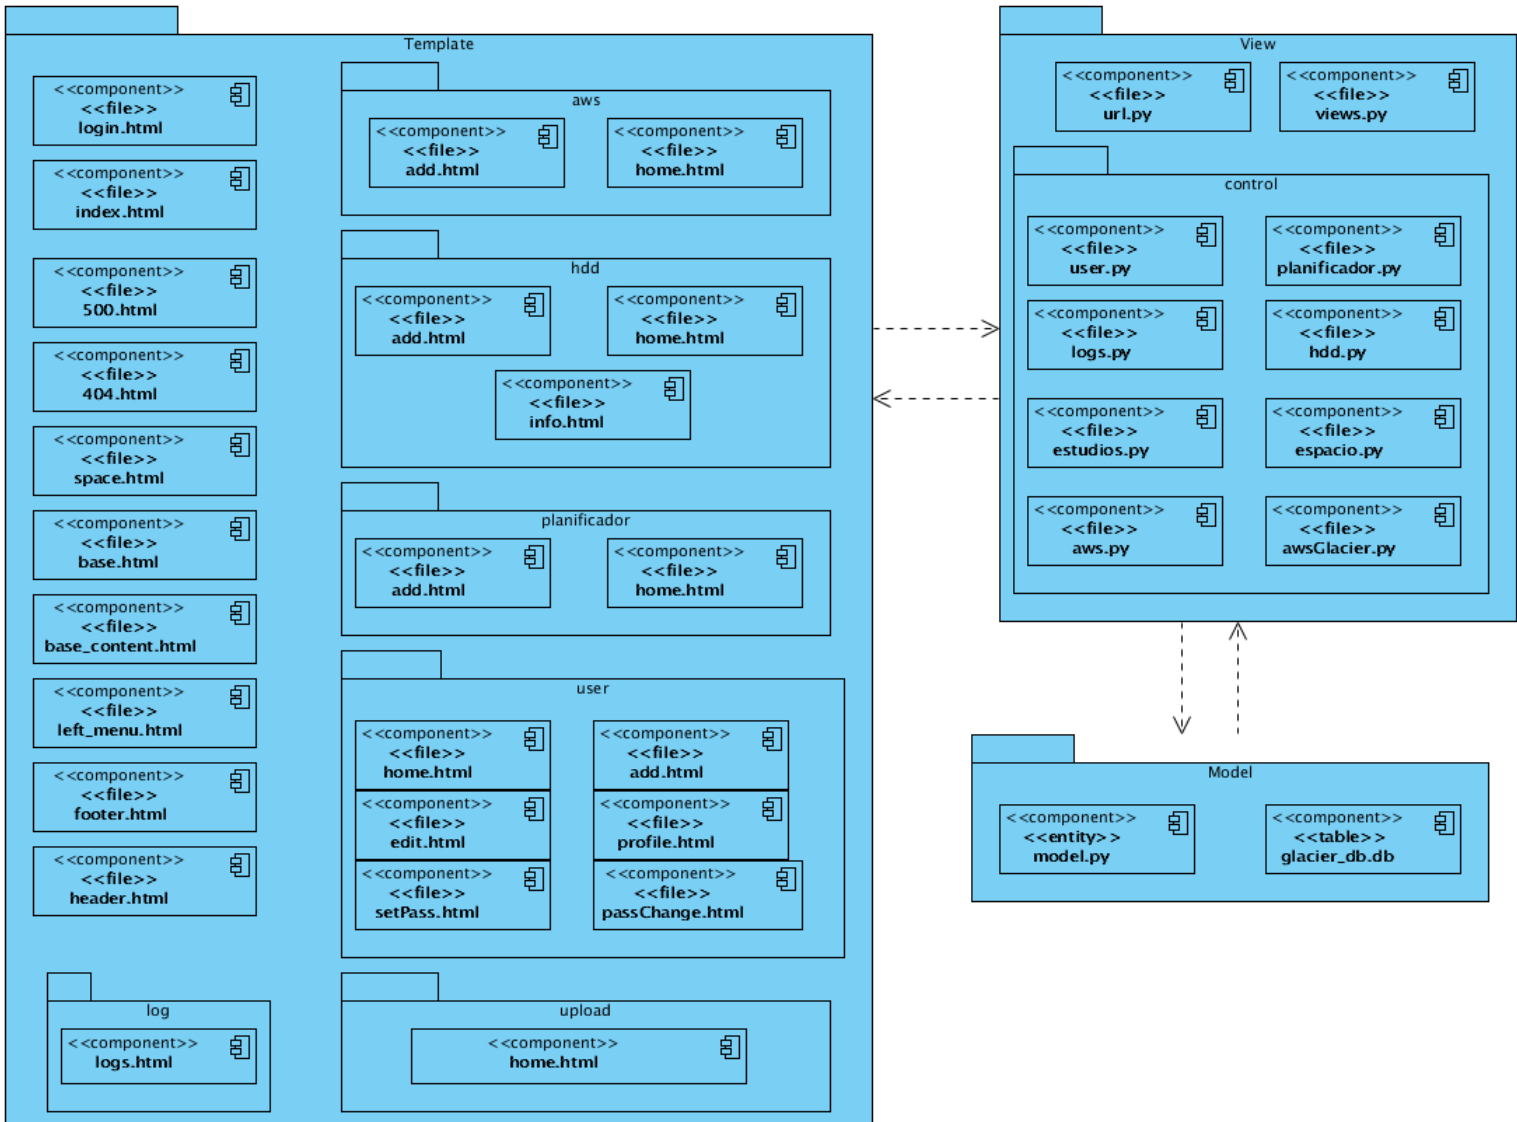 Template
<<component>>
<<file>>
login.html
<<component>>
<<file>>
index.html
<<component>>
<<file>>
500.html
<<component>>
<<file>>
404.html
<<component>>
<<file>>
space.html
<<component>>
<<file>>
base.html
<<component>>
<<file>>
base_content.html
<<component>>
<<file>>
left_menu.html
<<component>>
<<file>>
footer.html
<<component>>
<<file>>
header.html
log
<<component>>
logs.html
aws
<<component>>
<<file>>
add.html
<<component>>
<<file>>
home.html
hdd
<<component>>
<<file>>
add.html
<<component>>
<<file>>
home.html
<<component>>
<<file>>
info.html
planificador
<<component>>
<<file>>
add.html
<<component>>
<<file>>
home.html
user
<<component>>
<<file>>
home.html
<<component>>
<<file>>
add.html
<<component>>
<<file>>
edit.html
<<component>>
<<file>>
profile.html
<<component>>
<<file>>
setPass.html
<<component>>
<<file>>
passChange.html
upload
<<component>>
home.html
View
<<component>>
<<file>>
url.py
<<component>>
<<file>>
views.py
control
<<component>>
<<file>>
user.py
<<component>>
<<file>>
planificador.py
<<component>>
<<file>>
logs.py
<<component>>
<<file>>
hdd.py
<<component>>
<<file>>
estudios.py
<<component>>
<<file>>
espacio.py
<<component>>
<<file>>
aws.py
<<component>>
<<file>>
awsGlacier.py
Model
<<component>>
<<entity>>
model.py
<<component>>
<<table>>
glacier_db.db